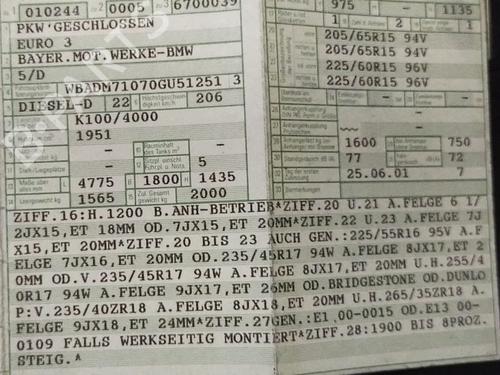 010244 2 0005 5 6700039
PKW GESCHLOSSEN
EURO 3
BAYER.MOT.WERKE-BMW
5/D
WBADM71070GU51251 3
DIESEL-D 22 206
K100/4000
1951
5
L 4775 B 1800 H 1435
1565 2000
975 1135
1 2 1
205/65R15 94V
205/65R15 94V
225/60R15 96V
225/60R15 96V
1600 750
77 72
25.06.01 7
Bemerkungen
ZIFF.16:H.1200 B.ANH-BETRIEB*ZIFF.20 U.21 A.FELGE 6 1/
2JX15,ET 18MM OD.7JX15,ET 20MM*ZIFF.22 U.23 A.FELGE 7J
X15,ET 20MM*ZIFF.20 BIS 23 AUCH GEN.:225/55R16 95V A.F
ELGE 7JX16,ET 20MM OD.235/45R17 94W A.FELGE 8JX17,ET 2
0MM OD.V.235/45R17 94W A.FELGE 8JX17,ET 20MM U.H.255/4
0R17 94W A.FELGE 9JX17,ET 26MM OD.BRIDGESTONE OD.DUNLO
P:V.235/40ZR18 A.FELGE 8JX18,ET 20MM U.H.265/35ZR18 A.
FELGE 9JX18,ET 24MM*ZIFF.27GEN.:E1 00-0015 OD.E13 00-
0109 FALLS WERKSEITIG MONTIERT*ZIFF.28:1900 BIS 8PROZ.
STEIG.*